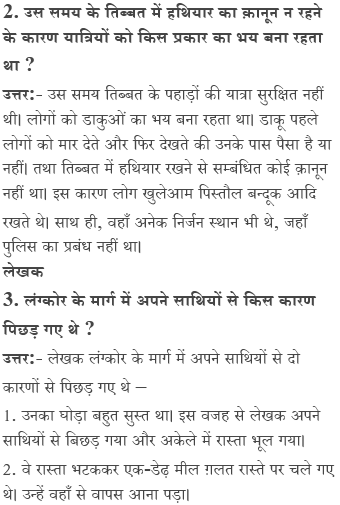 2. उस समय के तिब्बत में हथियार का क़ानून न रहने
के कारण यात्रियों को किस प्रकार का भय बना रहता
था ?
उत्तर:- उस समय तिब्बत के पहाड़ों की यात्रा सुरक्षित नहीं
थी। लोगों को डाकुओं का भय बना रहता था। डाकू पहले
लोगों को मार देते और फिर देखते की उनके पास पैसा है या
नहीं। तथा तिब्बत में हथियार रखने से सम्बंधित कोई क़ानून
नहीं था। इस कारण लोग खुलेआम पिस्तौल बन्दूक आदि
रखते थे। साथ ही, वहाँ अनेक निर्जन स्थान भी थे, जहाँ
पुलिस का प्रबंध नहीं था।
लेखक
3. लंग्कोर के मार्ग में अपने साथियों से किस कारण
पिछड़ गए थे ?
उत्तर:- लेखक लंग्कोर के मार्ग में अपने साथियों से दो
कारणों से पिछड़ गए थे –
1. उनका घोड़ा बहुत सुस्त था। इस वजह से लेखक अपने
साथियों से बिछड़ गया और अकेले में रास्ता भूल गया।
2. वे रास्ता भटककर एक-डेढ़ मील ग़लत रास्ते पर चले गए
थे। उन्हें वहाँ से वापस आना पड़ा।